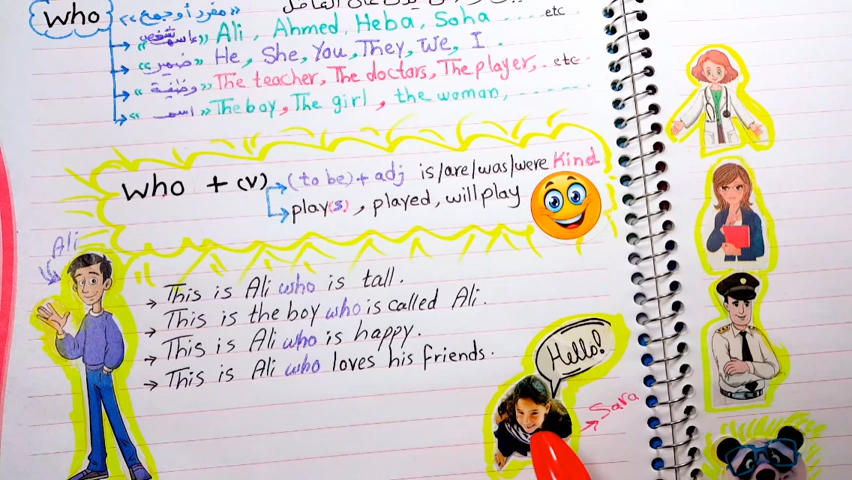 who «مفرد أو جمع»
Ali, Ahmed, Heba, Soha ..... etc
«ضمير» He, She, You, They, We, I.
«وظيفة» The teacher, The doctors, The player, .. etc
«اسم» The boy, The girl, the woman, ........
who + (v) (to be) + adj is/are/was/were Kind
play(s), played, will play
Ali
This is Ali who is tall.
This is the boy who is called Ali.
This is Ali who is happy.
This is Ali who loves his friends.
Hello!
Sara